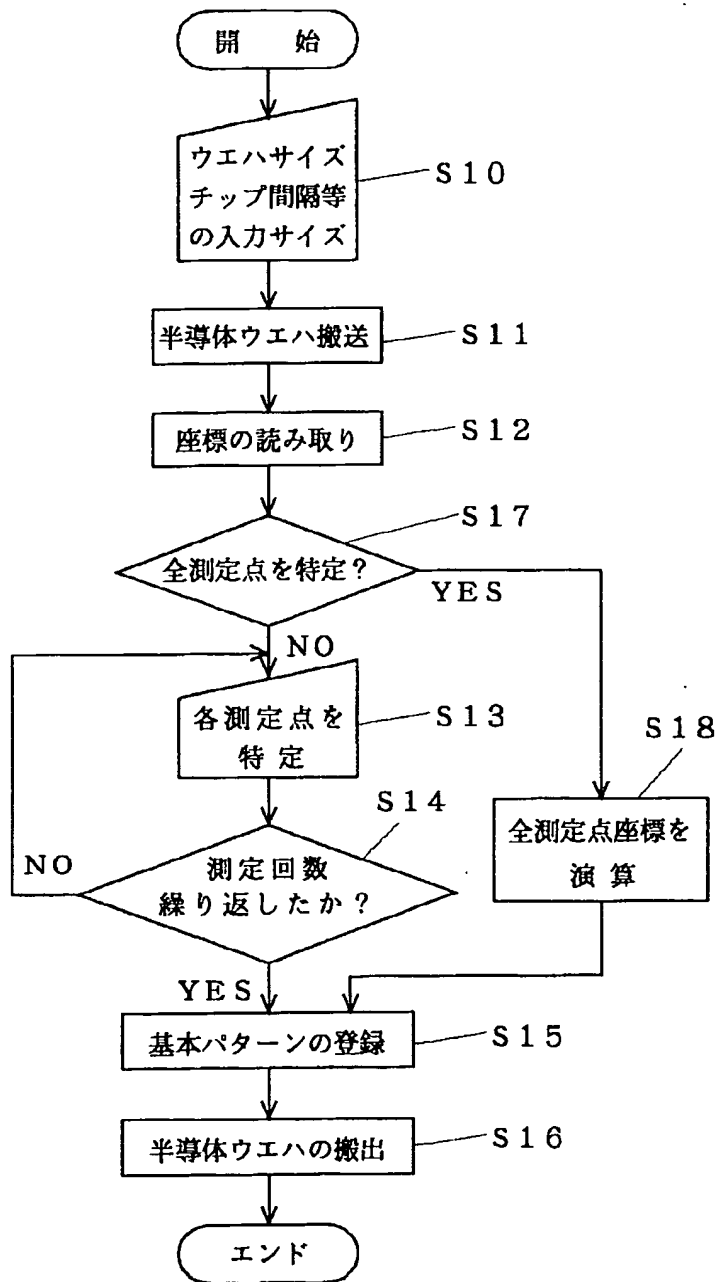 開　始
ウエハサイズ
チップ間隔等
の入力サイズ
S10
半導体ウエハ搬送
S11
座標の読み取り
S12
S17
全測定点を特定?
YES
NO
各測定点を
特定
S13
S18
S14
全測定点座標を
演算
NO
測定回数
繰り返したか?
YES
基本パターンの登録
S15
半導体ウエハの搬出
S16
エンド